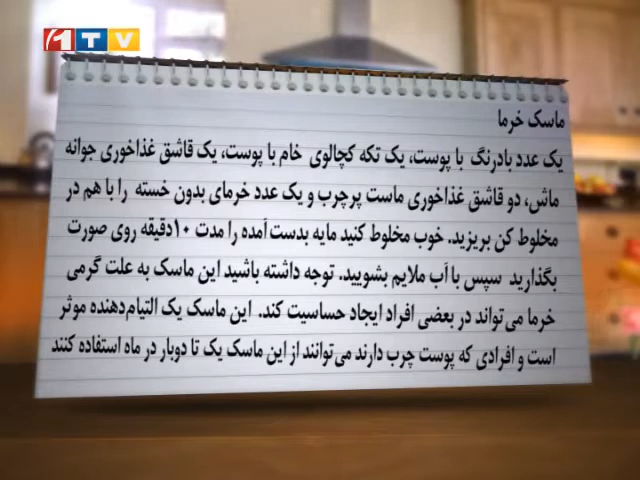 1TV
ماسک خرما
یک عدد بادرنگ با پوست، یک تکه کچالوی خام با پوست، یک قاشق غذاخوری جوانه
ماش، دو قاشق غذاخوری ماست پرچرب و یک عدد خرمای بدون خسته را با هم در
مخلوط کن بریزید. خوب مخلوط کنید مایه بدست آمده را مدت ۱۰دقیقه روی صورت
بگذارید سپس با آب ملایم بشویید. توجه داشته باشید این ماسک به علت گرمی
خرما می تواند در بعضی افراد ایجاد حساسیت کند. این ماسک یک التیام‌دهنده موثر
است و افرادی که پوست چرب دارند می‌توانند از این ماسک یک تا دوبار در ماه استفاده کنند